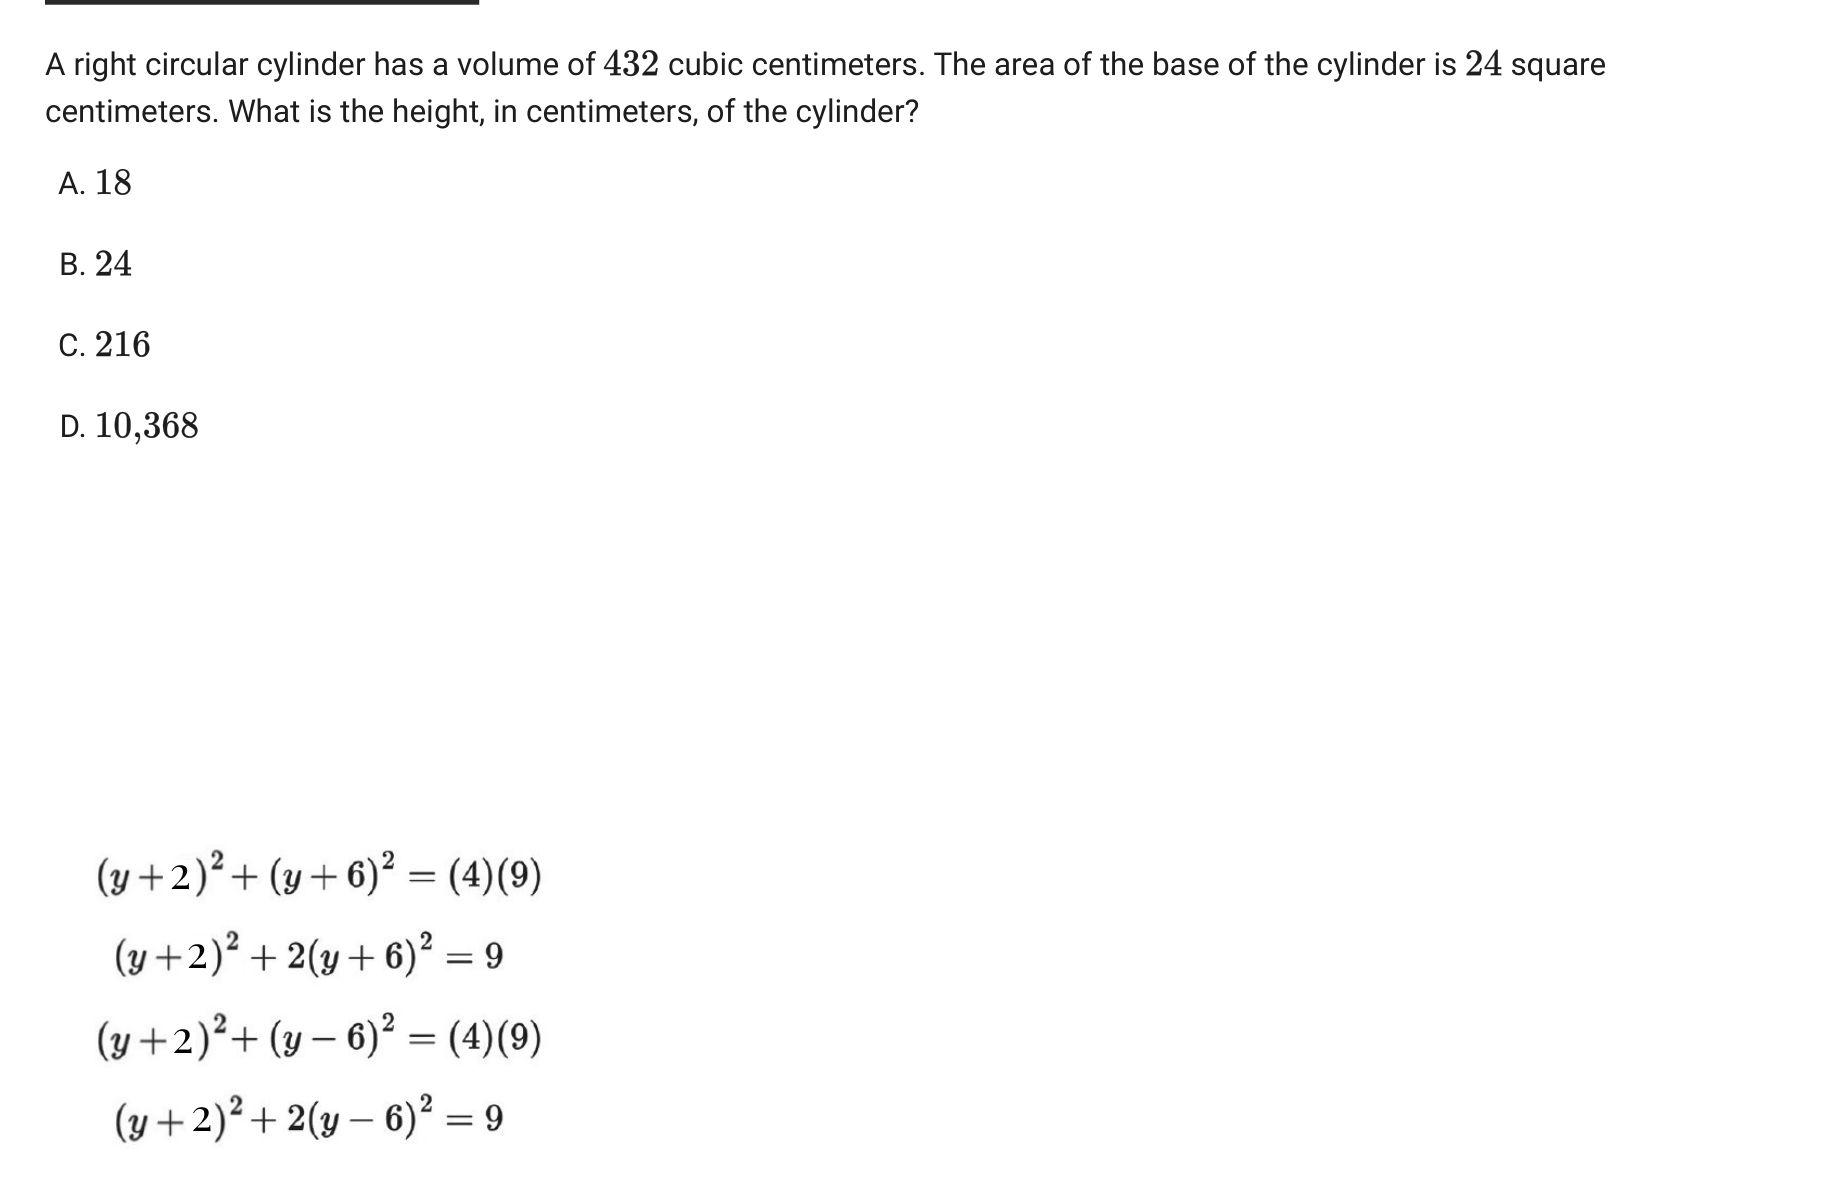 A right circular cylinder has a volume of 432 cubic centimeters. The area of the base of the cylinder is 24 square
centimeters. What is the height, in centimeters, of the cylinder?
A. 18
B. 24
C. 216
D. 10,368
(y + 2)² + (y + 6)² = (4)(9)
(y + 2)² + 2(y + 6)² = 9
(y + 2)² + (y − 6)² = (4)(9)
(y + 2)² + 2(y − 6)² = 9